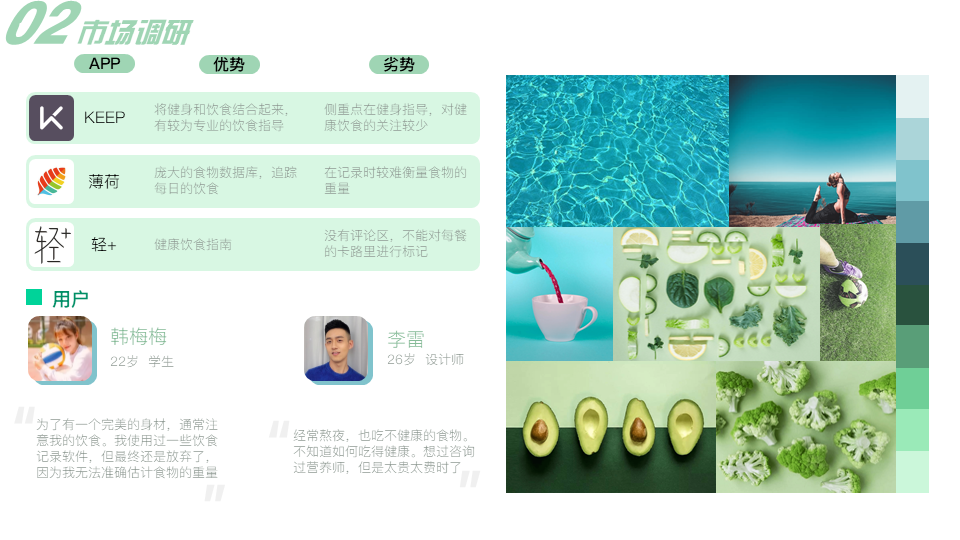 02 市场调研
APP 优势 劣势
KEEP
将健身和饮食结合起来，
有较为专业的饮食指导
侧重点在健身指导，对健
康饮食的关注较少
薄荷
庞大的食物数据库，追踪
每日的饮食
在记录时较难衡量食物的
重量
轻+
轻+
健康饮食指南
没有评论区，不能对每餐
的卡路里进行标记
用户
韩梅梅
22岁 学生
李雷
26岁 设计师
为了有一个完美的身材，通常注
意我的饮食。我使用过一些饮食
记录软件，但最终还是放弃了，
因为我无法准确估计食物的重量
经常熬夜，也吃不健康的食物。
不知道如何吃得健康。想过咨询
过营养师，但是太贵太费时了